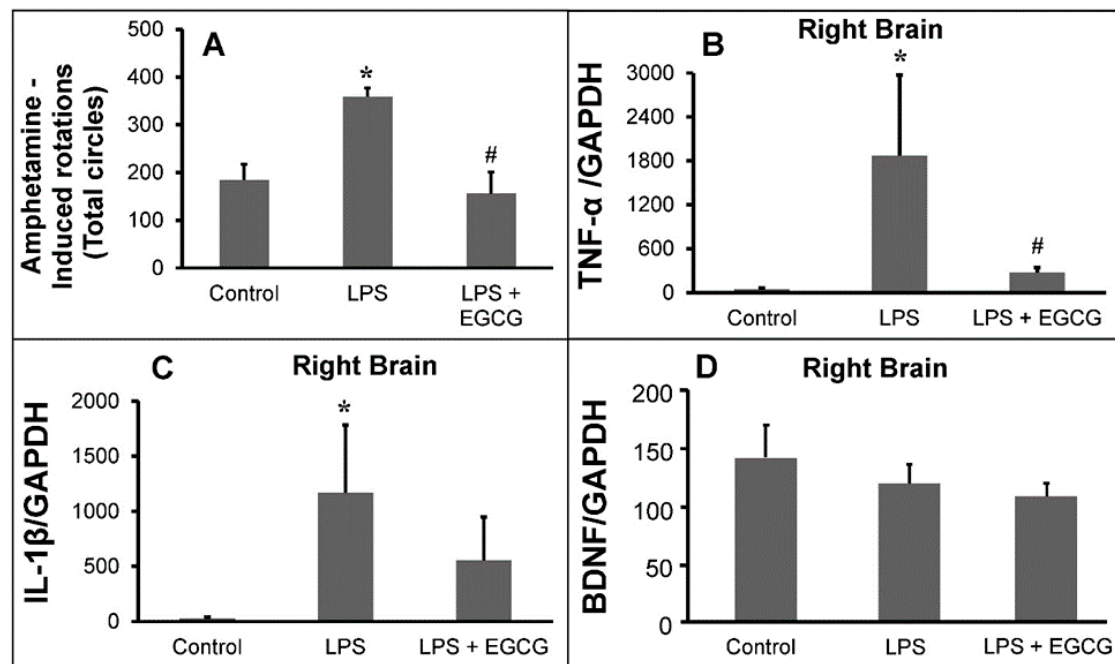 A
Amphetamine -
Induced rotations
(Total circles)
500
400
300
200
100
0
*
#
Control
LPS
LPS +
EGCG
B
Right Brain
TNF-α /GAPDH
3000
2400
1800
1200
600
0
*
#
Control
LPS
LPS + EGCG
C
Right Brain
IL-1β/GAPDH
2000
1500
1000
500
0
*
Control
LPS
LPS + EGCG
D
Right Brain
BDNF/GAPDH
200
150
100
50
0
Control
LPS
LPS + EGCG